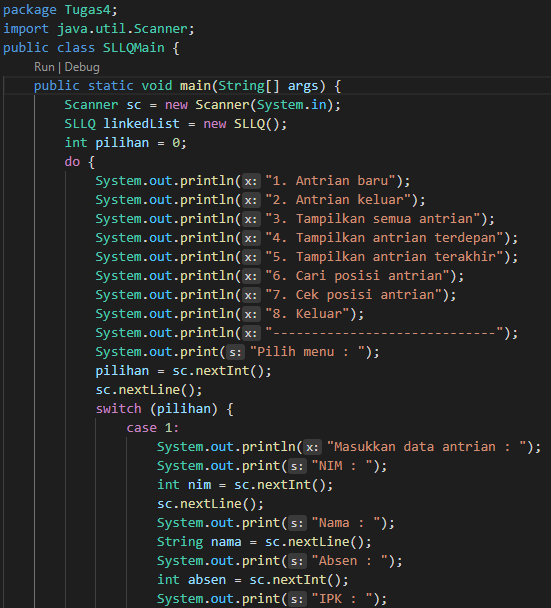 package Tugas4;
import java.util.Scanner;
public class SLLQMain {
Run | Debug
public static void main(String[] args) {
Scanner sc = new Scanner(System.in);
SLLQ linkedList = new SLLQ();
int pilihan = 0;
do {
System.out.println(x: "1. Antrian baru");
System.out.println(x: "2. Antrian keluar");
System.out.println(x: "3. Tampilkan semua antrian");
System.out.println(x: "4. Tampilkan antrian terdepan");
System.out.println(x: "5. Tampilkan antrian terakhir");
System.out.println(x: "6. Cari posisi antrian");
System.out.println(x: "7. Cek posisi antrian");
System.out.println(x: "8. Keluar");
System.out.println(x: "-----------------------------");
System.out.print(s: "Pilih menu : ");
pilihan = sc.nextInt();
sc.nextLine();
switch (pilihan) {
case 1:
System.out.println(x: "Masukkan data antrian : ");
System.out.print(s: "NIM : ");
int nim = sc.nextInt();
sc.nextLine();
System.out.print(s: "Nama : ");
String nama = sc.nextLine();
System.out.print(s: "Absen : ");
int absen = sc.nextInt();
System.out.print(s: "IPK : ");